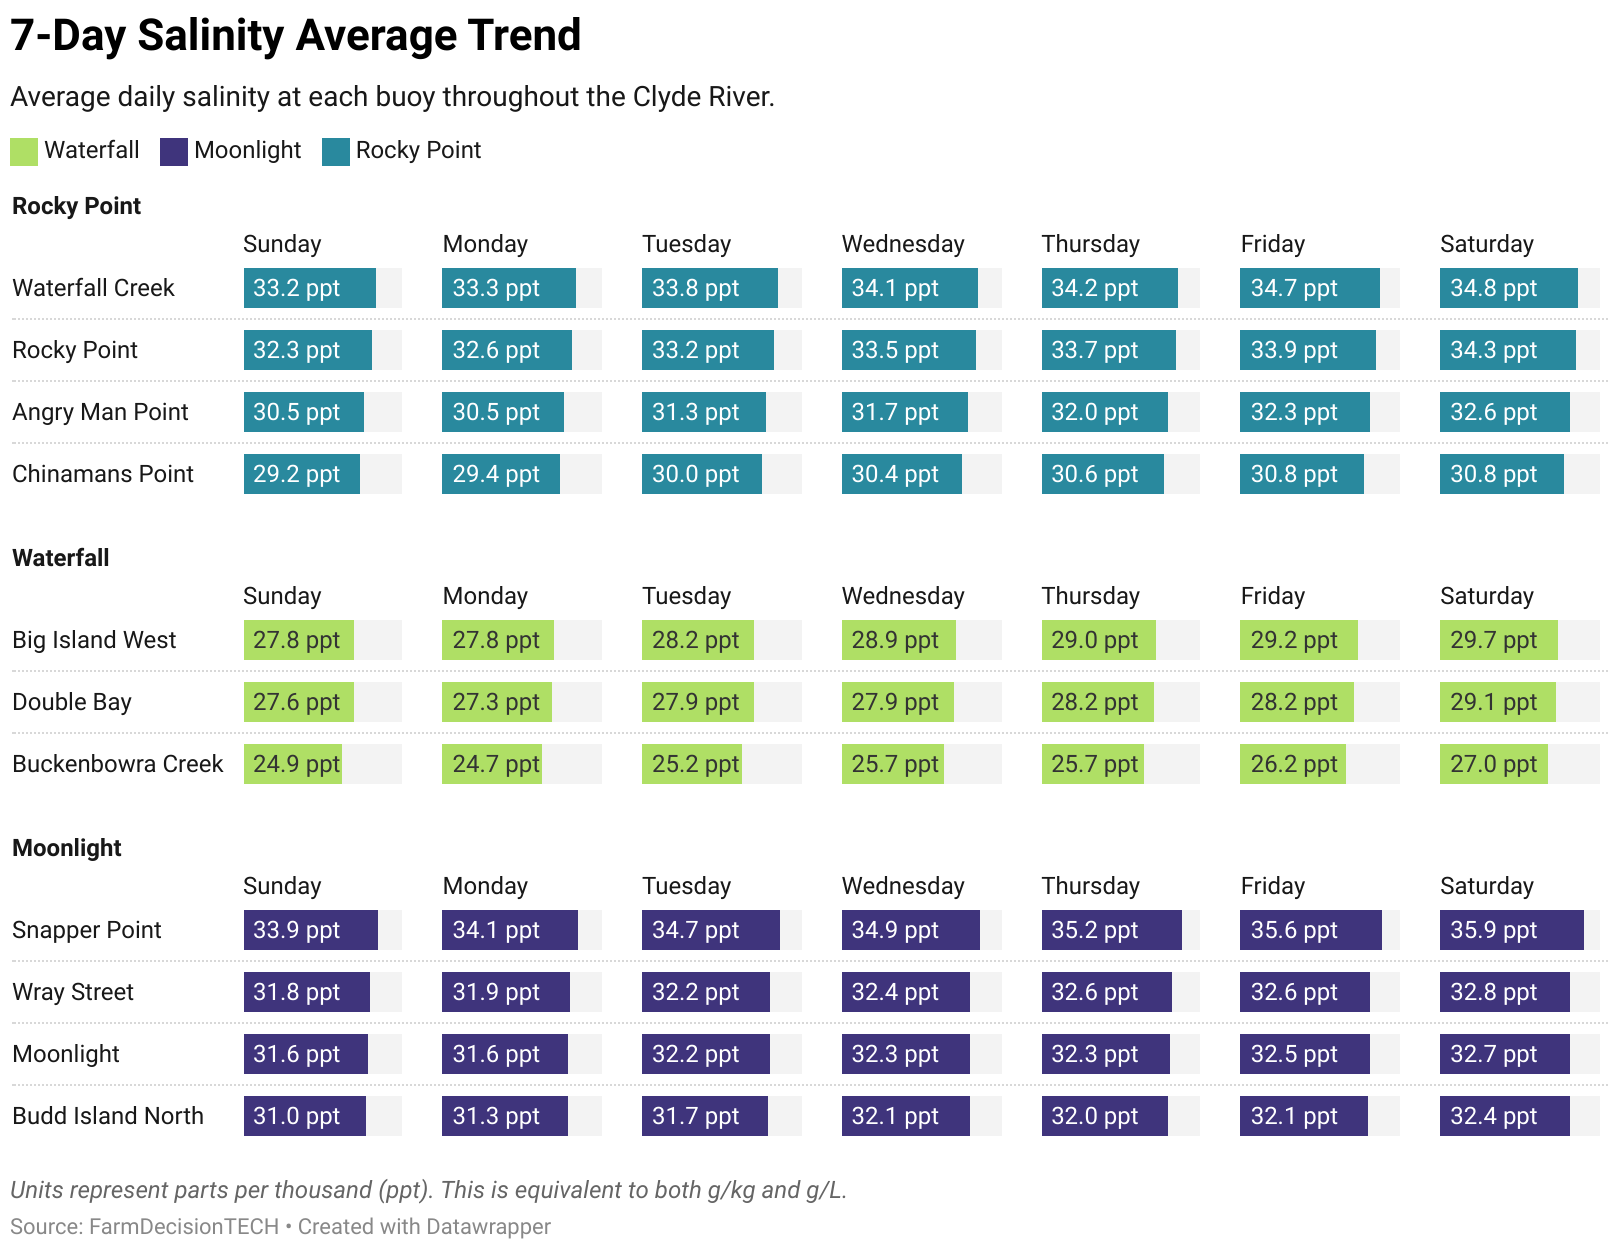 7-Day Salinity Average Trend
Average daily salinity at each buoy throughout the Clyde River.
Waterfall Moonlight Rocky Point
Rocky Point
Sunday Monday Tuesday Wednesday Thursday Friday Saturday
Waterfall Creek 33.2 ppt 33.3 ppt 33.8 ppt 34.1 ppt 34.2 ppt 34.7 ppt 34.8 ppt
Rocky Point 32.3 ppt 32.6 ppt 33.2 ppt 33.5 ppt 33.7 ppt 33.9 ppt 34.3 ppt
Angry Man Point 30.5 ppt 30.5 ppt 31.3 ppt 31.7 ppt 32.0 ppt 32.3 ppt 32.6 ppt
Chinamans Point 29.2 ppt 29.4 ppt 30.0 ppt 30.4 ppt 30.6 ppt 30.8 ppt 30.8 ppt
Waterfall
Sunday Monday Tuesday Wednesday Thursday Friday Saturday
Big Island West 27.8 ppt 27.8 ppt 28.2 ppt 28.9 ppt 29.0 ppt 29.2 ppt 29.7 ppt
Double Bay 27.6 ppt 27.3 ppt 27.9 ppt 27.9 ppt 28.2 ppt 28.2 ppt 29.1 ppt
Buckenbowra Creek 24.9 ppt 24.7 ppt 25.2 ppt 25.7 ppt 25.7 ppt 26.2 ppt 27.0 ppt
Moonlight
Sunday Monday Tuesday Wednesday Thursday Friday Saturday
Snapper Point 33.9 ppt 34.1 ppt 34.7 ppt 34.9 ppt 35.2 ppt 35.6 ppt 35.9 ppt
Wray Street 31.8 ppt 31.9 ppt 32.2 ppt 32.4 ppt 32.6 ppt 32.6 ppt 32.8 ppt
Moonlight 31.6 ppt 31.6 ppt 32.2 ppt 32.3 ppt 32.3 ppt 32.5 ppt 32.7 ppt
Budd Island North 31.0 ppt 31.3 ppt 31.7 ppt 32.1 ppt 32.0 ppt 32.1 ppt 32.4 ppt
Units represent parts per thousand (ppt). This is equivalent to both g/kg and g/L.
Source: FarmDecisionTECH • Created with Datawrapper